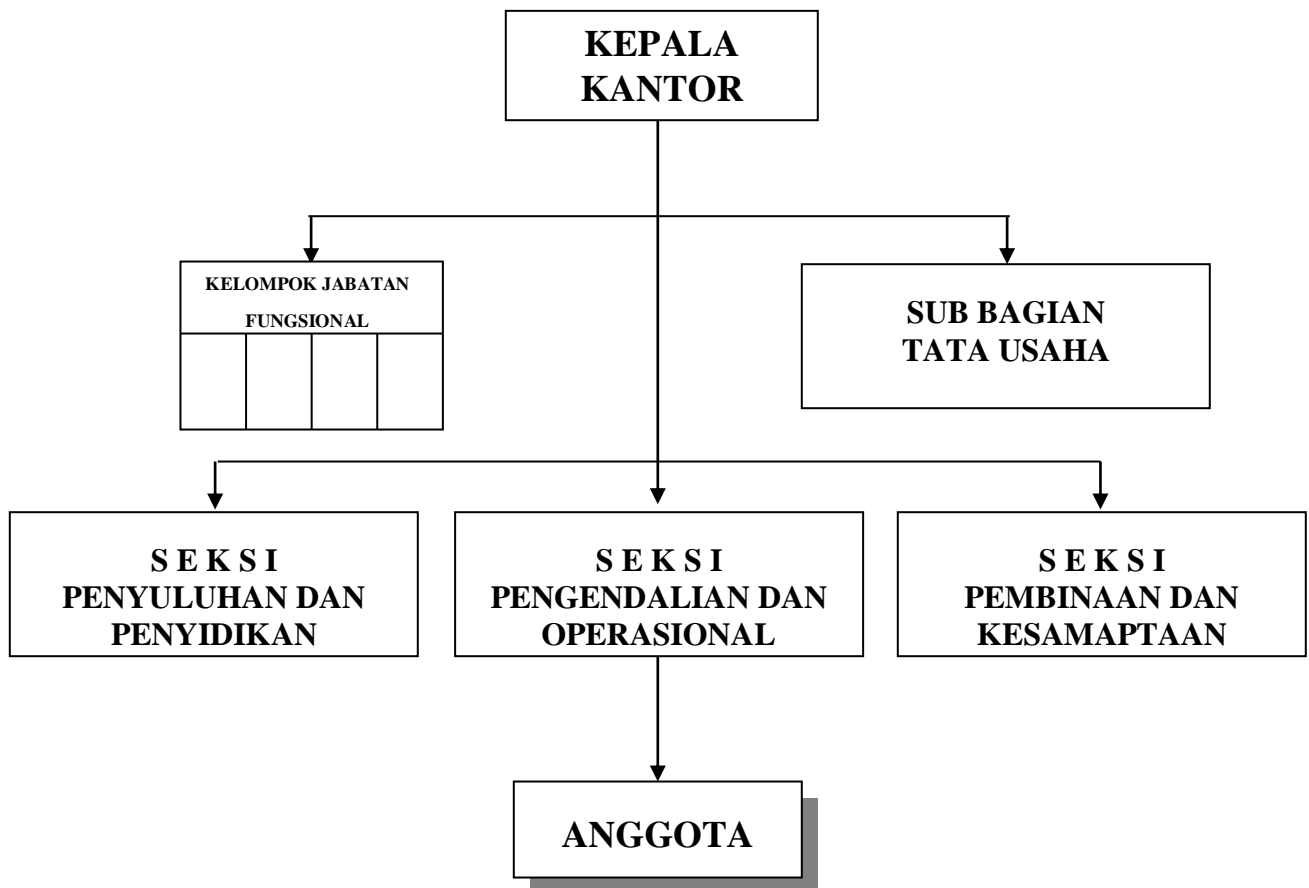 KEPALA
KANTOR
KELOMPOK JABATAN
FUNGSIONAL
SUB BAGIAN
TATA USAHA
S E K S I
PENYULUHAN DAN
PENYIDIKAN
S E K S I
PENGENDALIAN DAN
OPERASIONAL
S E K S I
PEMBINAAN DAN
KESAMAPTAAN
ANGGOTA